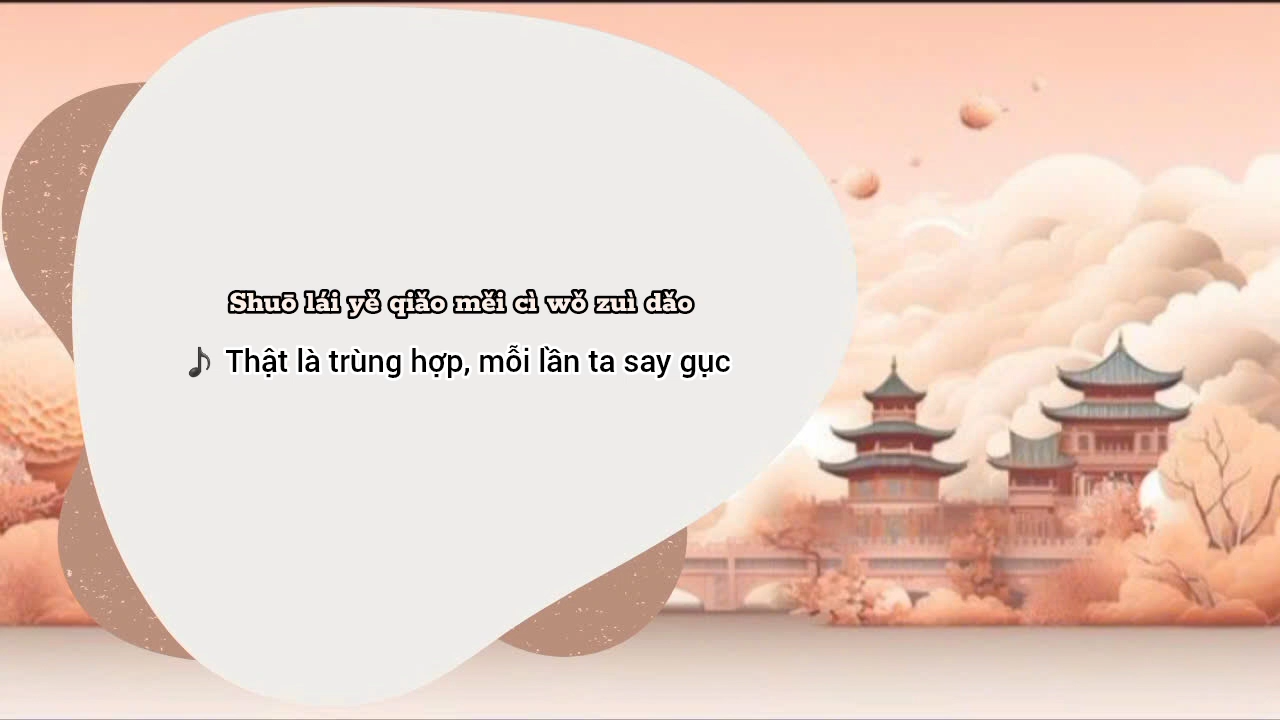 Shuō lái yě qiǎo měi cì wǒ zuì dǎo
🎵 Thật là trùng hợp, mỗi lần ta say gục